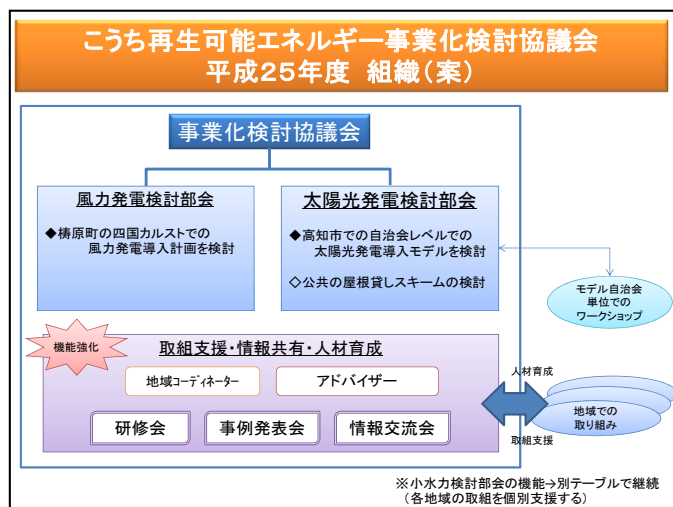 こうち再生可能エネルギー事業化検討協議会
平成２５年度 組織（案）
事業化検討協議会
風力発電検討部会
◆梼原町の四国カルストでの
風力発電導入計画を検討
太陽光発電検討部会
◆高知市での自治会レベルでの
太陽光発電導入モデルを検討
◇公共の屋根貸しスキームの検討
モデル自治会
単位での
ワークショップ
機能強化
取組支援・情報共有・人材育成
地域コーディネーター
アドバイザー
研修会
事例発表会
情報交流会
人材育成
取組支援
地域での
取り組み
※小水力検討部会の機能→別テーブルで継続
（各地域の取組を個別支援する）